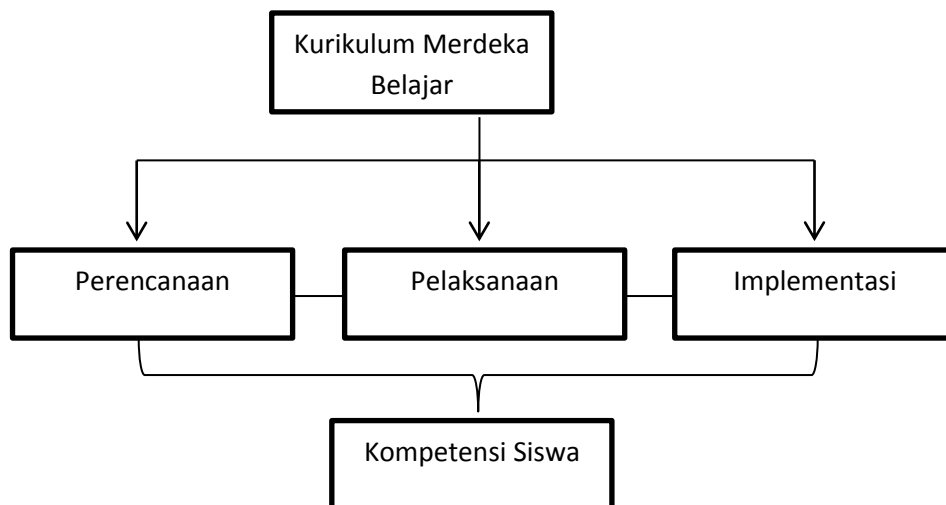 Kurikulum Merdeka
Belajar
Perencanaan
Pelaksanaan
Implementasi
Kompetensi Siswa